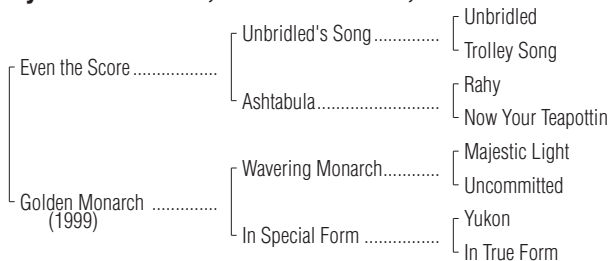 Unbridled
Unbridled's Song..............
Trolley Song
Even the Score..................
Rahy
Ashtabula..........................
Now Your Teapottin
Majestic Light
Wavering Monarch............
Uncommitted
Golden Monarch ..............
(1999)
Yukon
In Special Form ................
In True Form